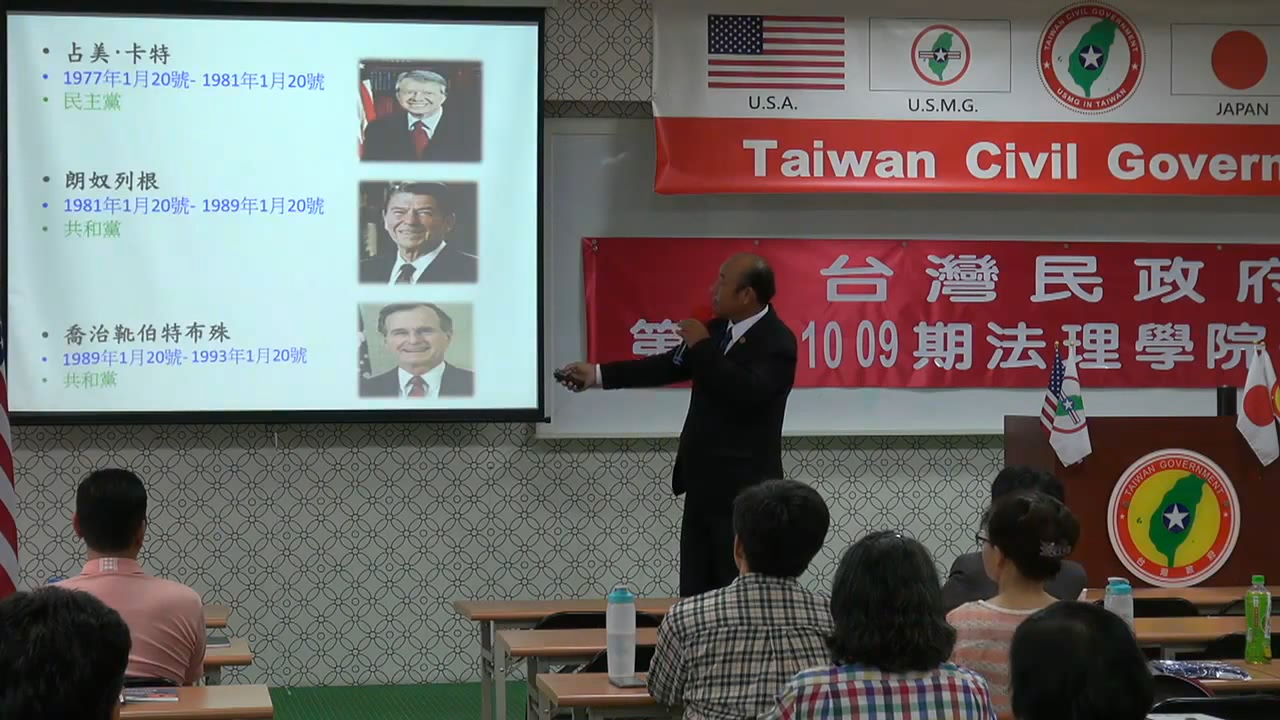 占美·卡特
1977年1月20號- 1981年1月20號
民主黨
朗奴列根
1981年1月20號- 1989年1月20號
共和黨
喬治靴伯特布殊
1989年1月20號- 1993年1月20號
共和黨
U.S.A.
U.S.M.G.
TAIWAN CIVIL GOVERNMENT
USMG IN TAIWAN
JAPAN
Taiwan Civil Govern
台灣民政府
第 10 09 期法理學院
TAIWAN GOVERNMENT
台灣政府